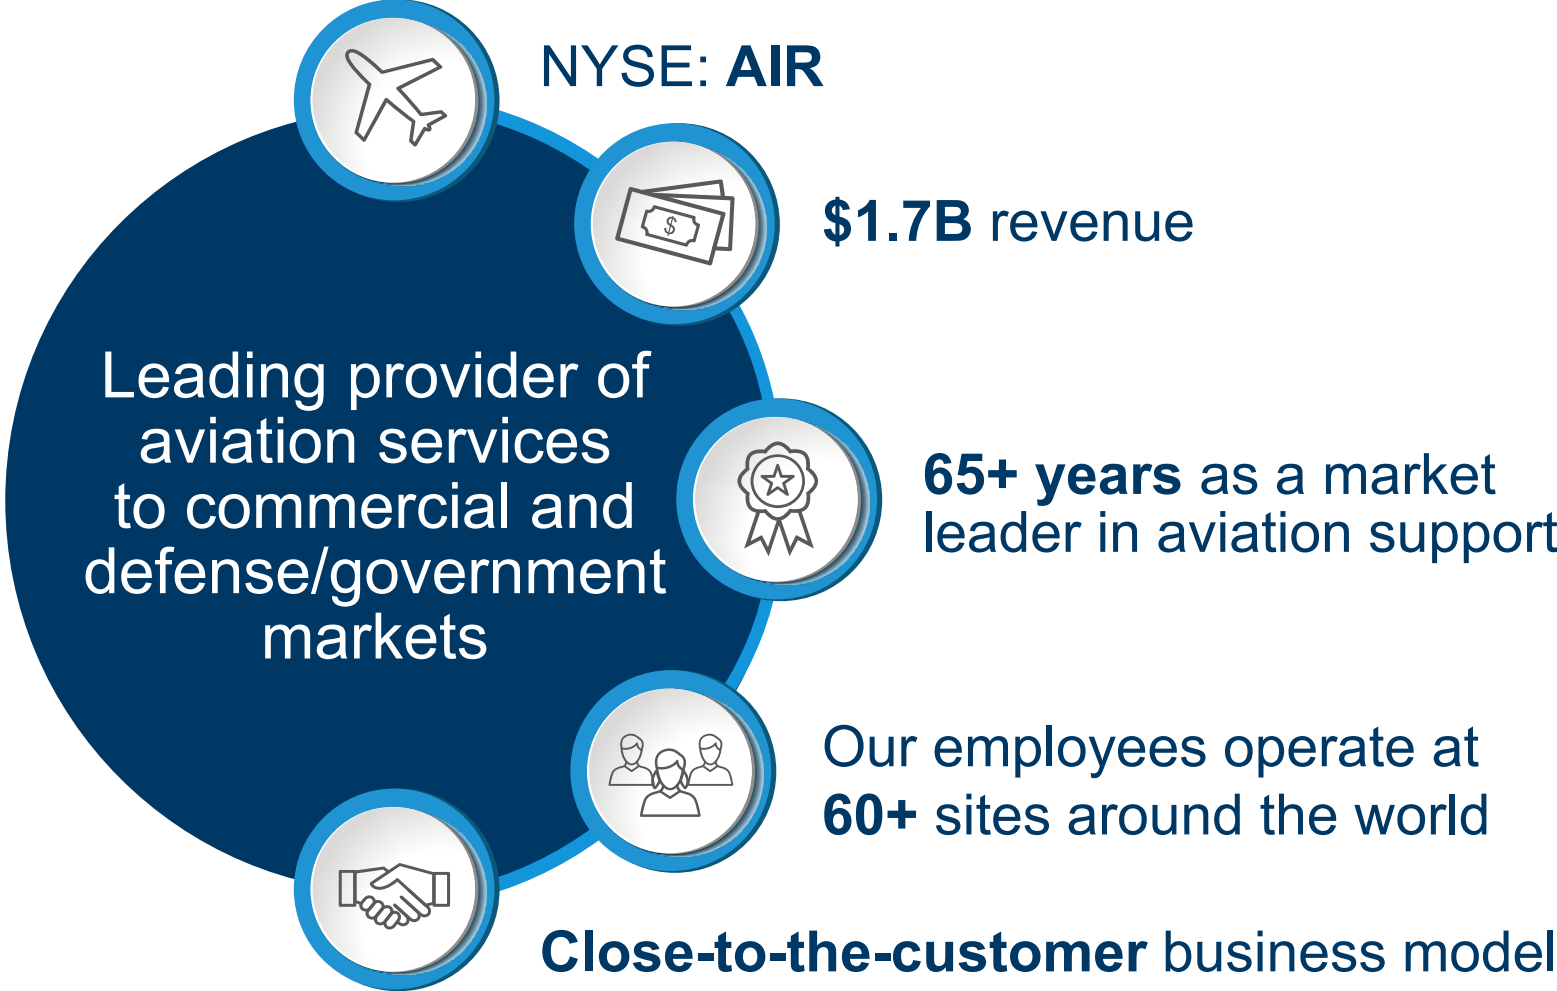 NYSE: AIR
$1.7B revenue
Leading provider of
aviation services
to commercial and
defense/government
markets
65+ years as a market
leader in aviation support
Our employees operate at
60+ sites around the world
Close-to-the-customer business model
$